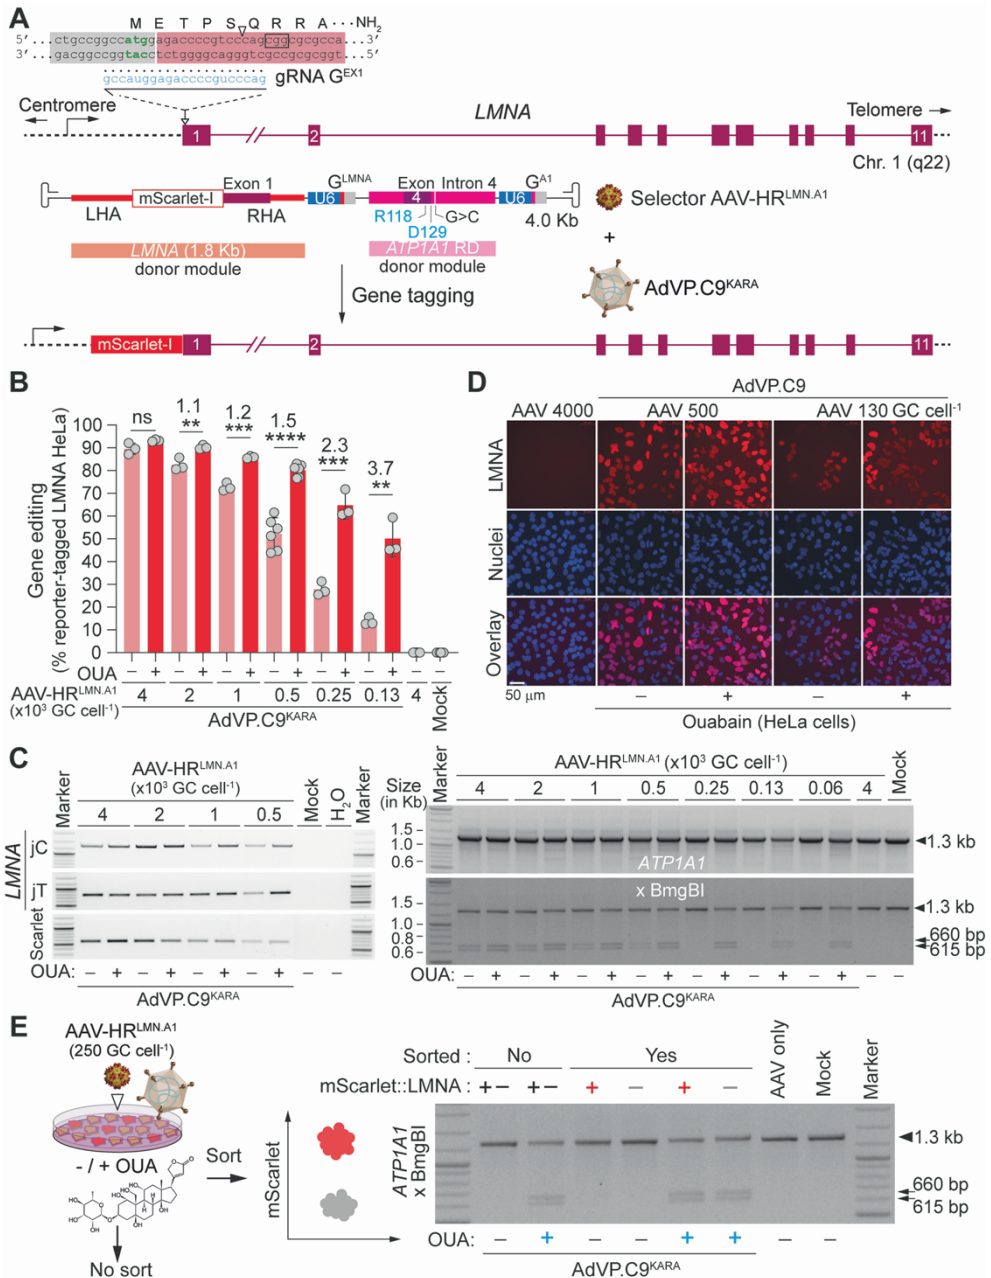 A
M E T P S Q R R A ··· NH2
5′ ...ctgccggccatggagaccccgtcccagcggcgcgcca... 3′
3′ ...gacggccggtacctctggggcagggtcgccgcgcggt... 5′
gccauggagaccccgucccag
gRNA GEX1
Centromere
LMNA
Telomere
1
2
11
Chr. 1 (q22)
mScarlet-I
Exon 1
LHA
RHA
GLMNA
U6
Exon
4
Intron 4
R118
D129
G>C
GA1
U6
4.0 Kb
Selector AAV-HRLMN.A1
+
AdVP.C9KARA
LMNA (1.8 Kb)
donor module
ATP1A1 RD
donor module
Gene tagging
mScarlet-I
1
2
11
B
Gene editing
(% reporter-tagged LMNA HeLa)
100
90
80
70
60
50
40
30
20
10
0
ns
1.1
**
1.2
***
1.5
****
2.3
***
3.7
**
– + – + – + – + – + – + – –
OUA
AAV-HRLMN.A1
(x10³ GC cell-1)
4 2 1 0.5 0.25 0.13 4 Mock
AdVP.C9KARA
D
AdVP.C9
AAV 4000
AAV 500
AAV 130 GC cell-1
LMNA
Nuclei
Overlay
50 µm
– + – +
Ouabain (HeLa cells)
C
AAV-HRLMN.A1
(x10³ GC cell-1)
Marker 4 2 1 0.5 Mock H2O Marker
LMNA
jC
jT
Scarlet
OUA: – + – + – + – + – –
AdVP.C9KARA
AAV-HRLMN.A1 (x10³ GC cell-1)
Marker
Size
(in Kb)
4 2 1 0.5 0.25 0.13 0.06 4 Mock
1.5
1.0
0.6
ATP1A1
1.3 kb
x BmgBI
1.5
1.0
0.8
0.6
1.3 kb
660 bp
615 bp
OUA: – + – + – + – + – + – + – + – –
AdVP.C9KARA
E
AAV-HRLMN.A1
(250 GC cell-1)
- / + OUA
Sort
No sort
mScarlet
Sorted : No Yes
mScarlet::LMNA : +– +– + – + –
AAV only
Mock
Marker
ATP1A1
x BmgBI
1.3 kb
660 bp
615 bp
OUA: – + – – + + – –
AdVP.C9KARA